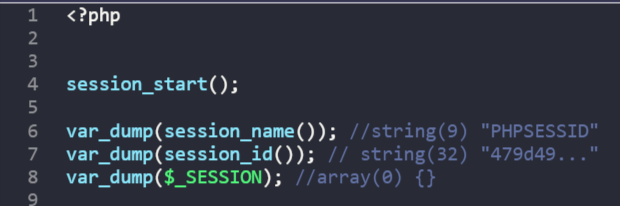 1 <?php
2
3
4 session_start();
5
6 var_dump(session_name()); //string(9) "PHPSESSID"
7 var_dump(session_id()); // string(32) "479d49..."
8 var_dump($_SESSION); //array(0) {}
9